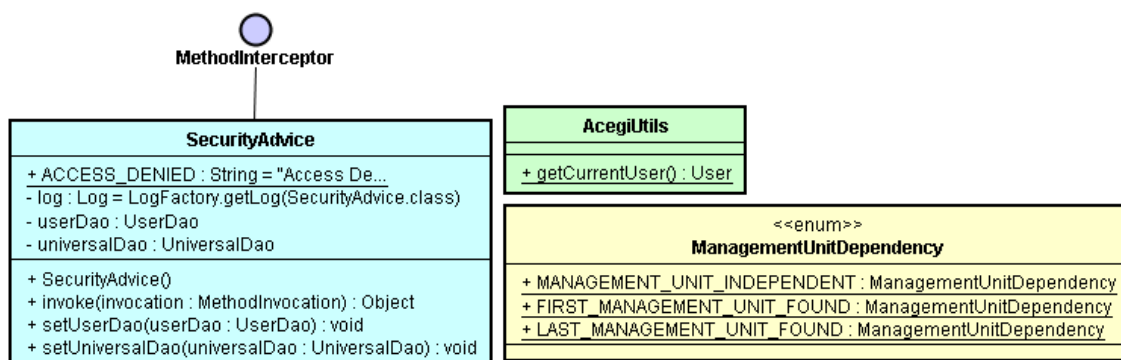 MethodInterceptor
SecurityAdvice
+ ACCESS_DENIED : String = "Access De...
- log : Log = LogFactory.getLog(SecurityAdvice.class)
- userDao : UserDao
- universalDao : UniversalDao
+ SecurityAdvice()
+ invoke(invocation : MethodInvocation) : Object
+ setUserDao(userDao : UserDao) : void
+ setUniversalDao(universalDao : UniversalDao) : void
AcegiUtils
+ getCurrentUser() : User
<<enum>>
ManagementUnitDependency
+ MANAGEMENT_UNIT_INDEPENDENT : ManagementUnitDependency
+ FIRST_MANAGEMENT_UNIT_FOUND : ManagementUnitDependency
+ LAST_MANAGEMENT_UNIT_FOUND : ManagementUnitDependency